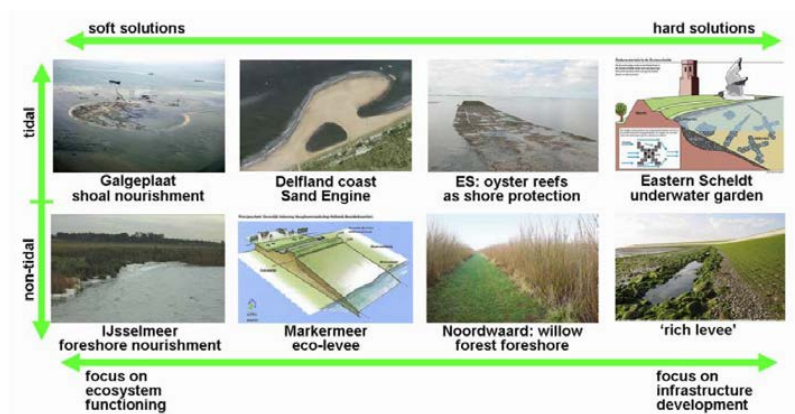 soft solutions
hard solutions
tidal
Galgeplaat
shoal nourishment
Delfland coast
Sand Engine
ES: oyster reefs
as shore protection
Eastern Scheldt
underwater garden
non-tidal
IJsselmeer
foreshore nourishment
Markermeer
eco-levee
Noordwaard: willow
forest foreshore
'rich levee'
focus on
ecosystem
functioning
focus on
infrastructure
development